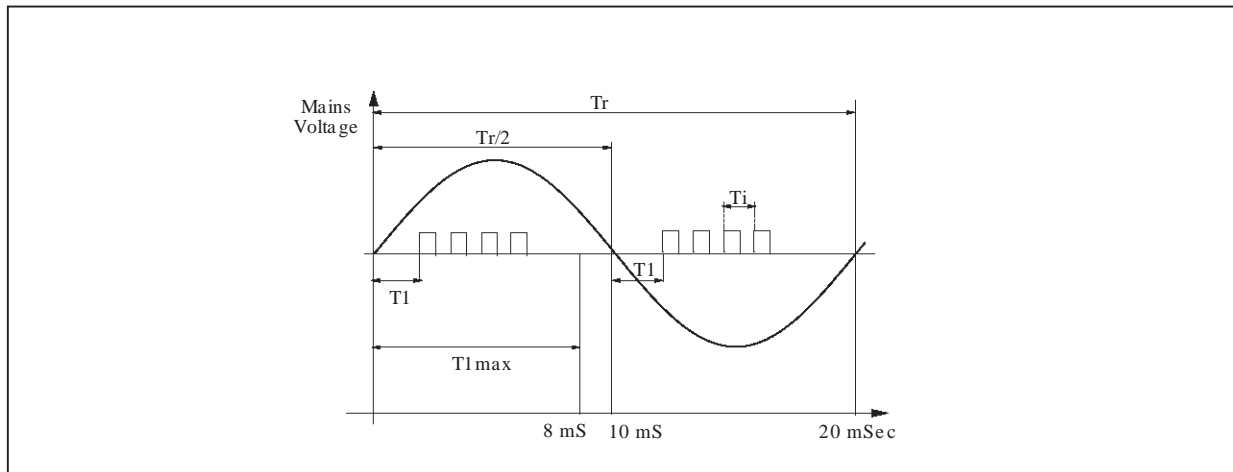 Mains
Voltage
Tr
Tr/2
Ti
T1
T1
T1max
8 mS
10 mS
20 mSec